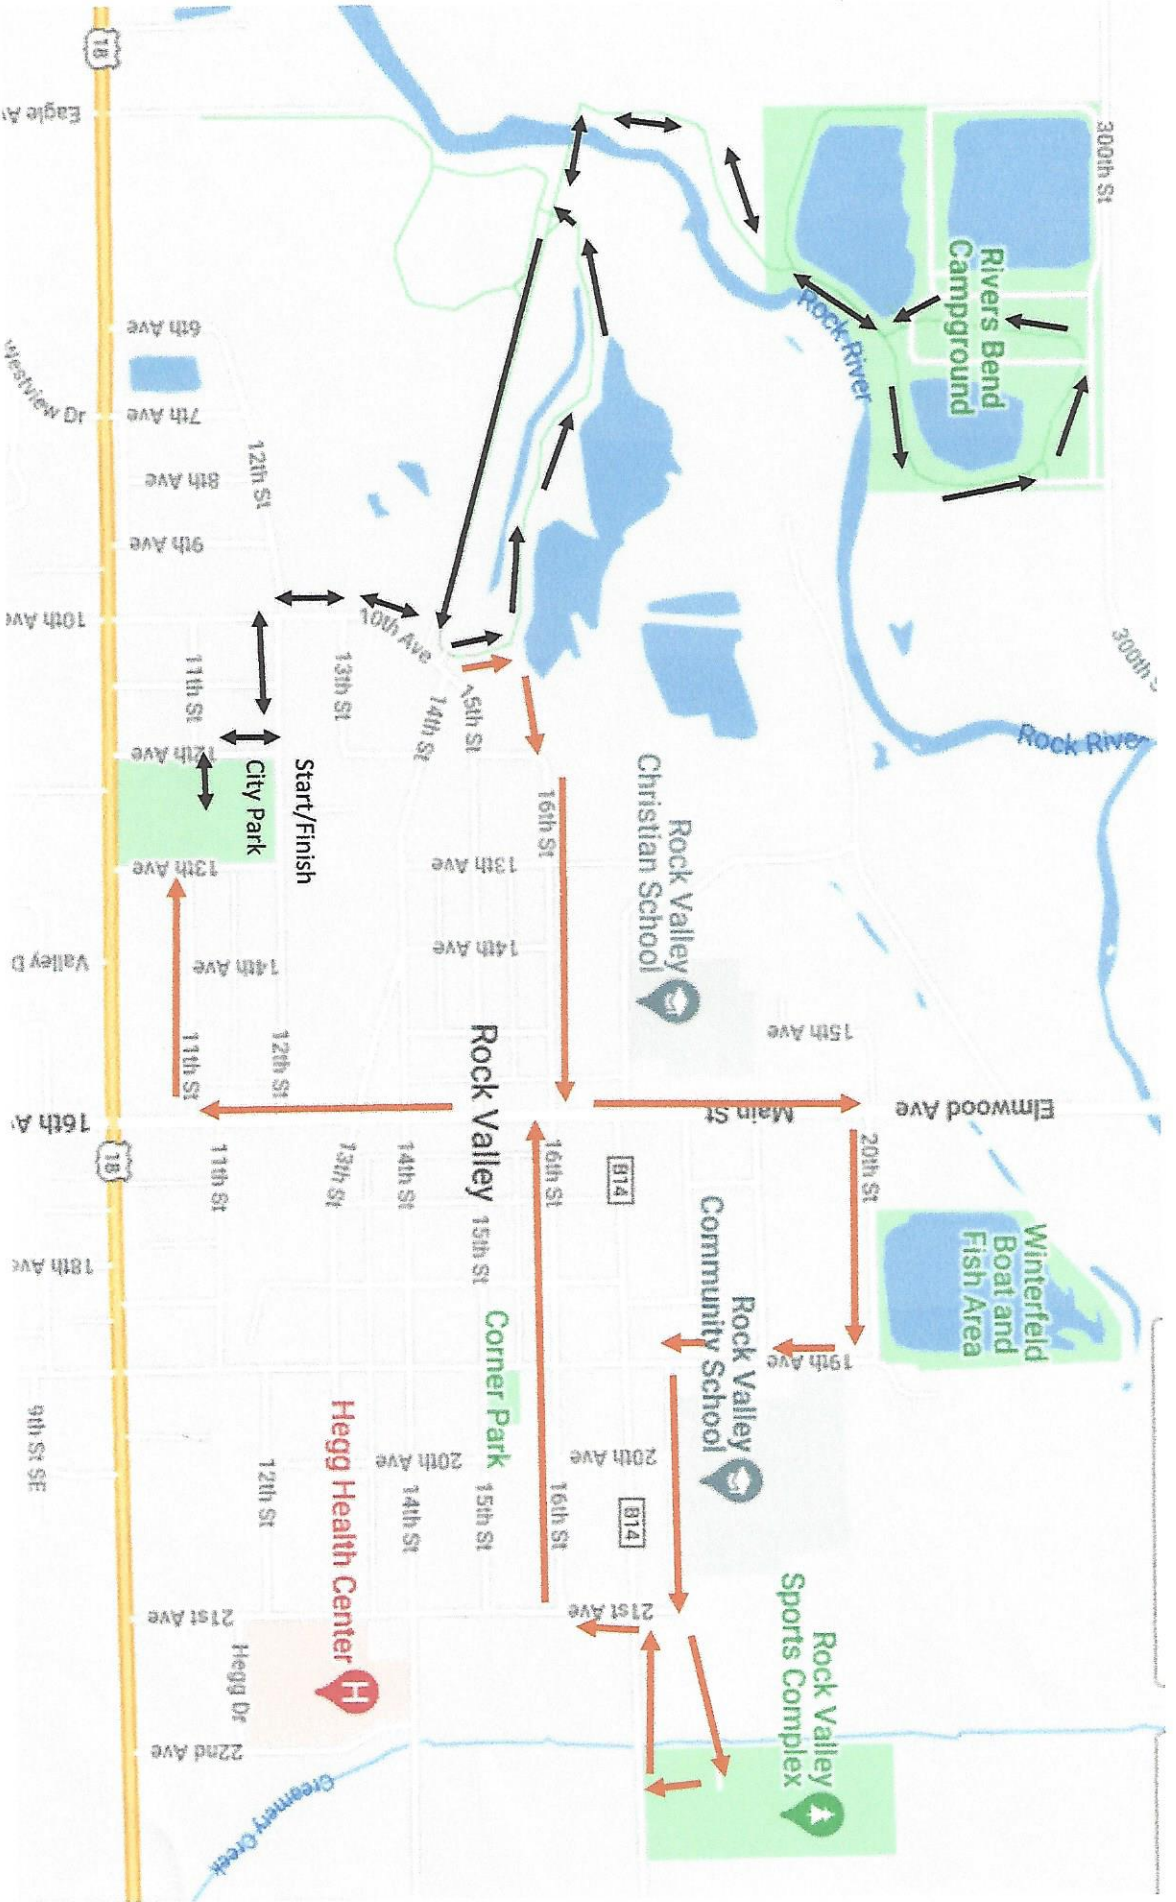 300th St
300th S
Rock River
Elmwood Ave
Rivers Bend
Campground
Winterfeld
Boat and
Fish Area
Rock River
20th St
15th Ave
19th Ave
Main St
Rock Valley
Sports Complex
Rock Valley
Community School
Rock Valley
Christian School
B14
B14
20th Ave
21st Ave
16th St
16th St
16th St
13th Ave
14th Ave
Corner Park
15th St
Rock Valley
15th St
15th St
14th St
14th St
14th St
20th Ave
10th Ave
13th St
13th St
Hegg Health Center
H
Start/Finish
City Park
12th St
12th St
12th St
14th Ave
Creamery Creek
Hegg Dr
11th St
11th St
11th St
6th Ave
7th Ave
8th Ave
9th Ave
12th Ave
13th Ave
21st Ave
22nd Ave
18
18
Eagle Av
Westview Dr
10th Ave
Valley D
16th Av
18th Ave
9th St SE